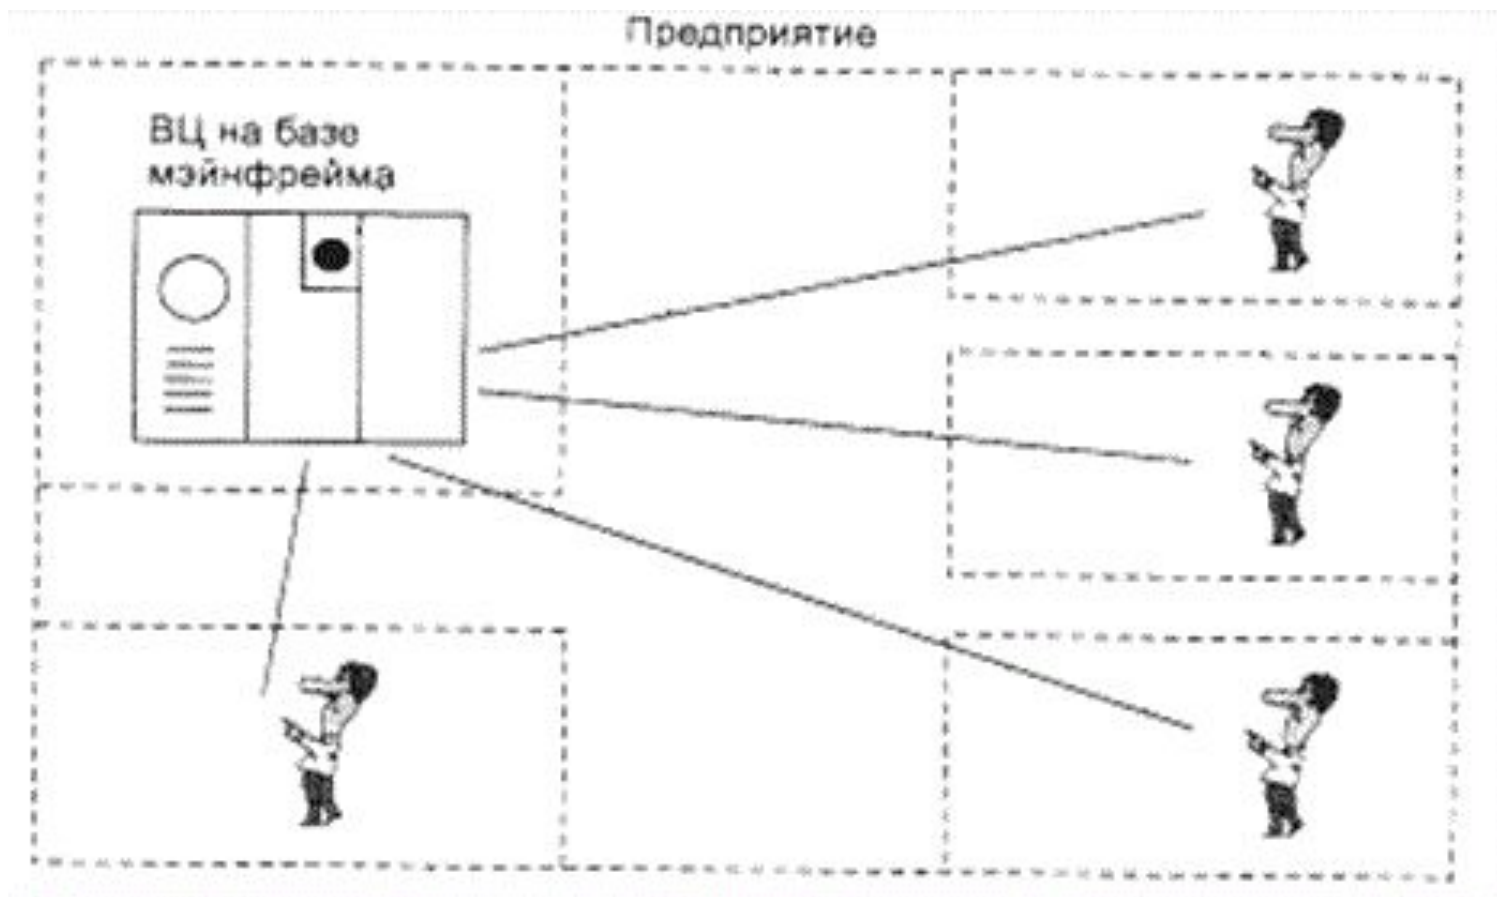 Предприятие
ВЦ на базе
мэйнфрейма